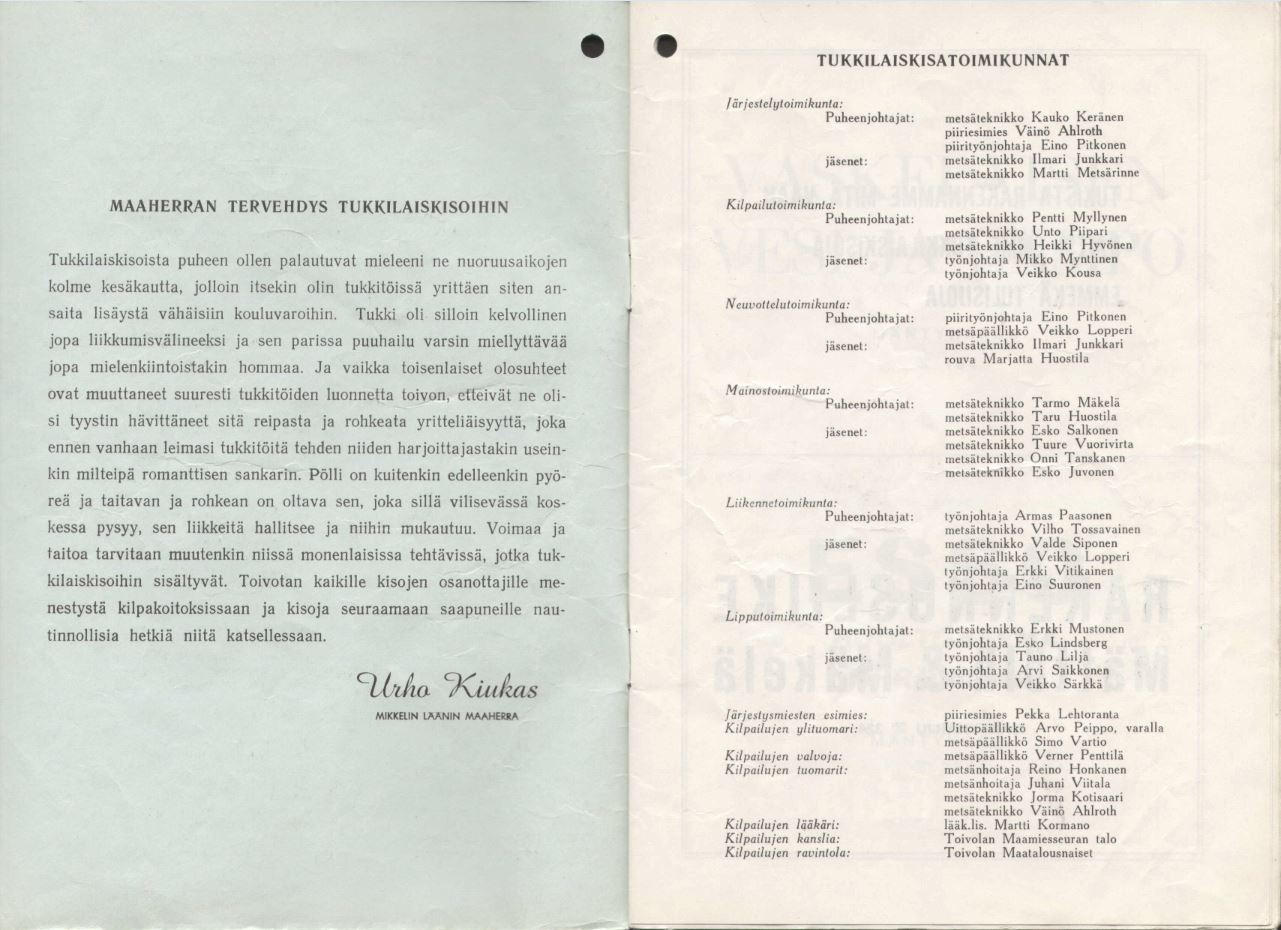 MAAHERRAN TERVEHDYS TUKKILAISKISOIHIN
Tukkilaiskisoista puheen ollen palautuvat mieleeni ne nuoruusaikojen
kolme kesäkautta, jolloin itsekin olin tukkitöissä yrittäen siten an-
saita lisäystä vähäisiin kouluvaroihin. Tukki oli silloin kelvollinen
jopa liikkumisvälineeksi ja sen parissa puuhailu varsin miellyttävää
jopa mielenkiintoistakin hommaa. Ja vaikka toisenlaiset olosuhteet
ovat muuttaneet suuresti tukkitöiden luonnetta toivon, etteivät ne oli-
si tyystin hävittäneet sitä reipasta ja rohkeata yritteliäisyyttä, joka
ennen vanhaan leimasi tukkitöitä tehden niiden harjoittajastakin usein-
kin milteipä romanttisen sankarin. Pölli on kuitenkin edelleenkin pyö-
reä ja taitavan ja rohkean on oltava sen, joka sillä vilisevässä kos-
kessa pysyy, sen liikkeitä hallitsee ja niihin mukautuu. Voimaa ja
taitoa tarvitaan muutenkin niissä monenlaisissa tehtävissä, jotka tuk-
kilaiskisoihin sisältyvät. Toivotan kaikille kisojen osanottajille me-
nestystä kilpakoitoksissaan ja kisoja seuraamaan saapuneille nau-
tinnollisia hetkiä niitä katsellessaan.
Urho Kiukas
MIKKELIN LÄÄNIN MAAHERRA
TUKKILAISKISATOIMIKUNNAT
Järjestelytoimikunta:
Puheenjohtajat: metsäteknikko Kauko Keränen
piiriesimies Väinö Ahlroth
piirityönjohtaja Eino Pitkonen
jäsenet: metsäteknikko Ilmari Junkkari
metsäteknikko Martti Metsärinne
Kilpailutoimikunta:
Puheenjohtajat: metsäteknikko Pentti Myllynen
metsäteknikko Unto Piipari
metsäteknikko Heikki Hyvönen
jäsenet: työnjohtaja Mikko Mynttinen
työnjohtaja Veikko Kousa
Neuvottelutoimikunta:
Puheenjohtajat: piirityönjohtaja Eino Pitkonen
metsäpäällikkö Veikko Lopperi
jäsenet: metsäteknikko Ilmari Junkkari
rouva Marjatta Huostila
Mainostoimikunta:
Puheenjohtajat: metsäteknikko Tarmo Mäkelä
metsäteknikko Taru Huostila
jäsenet: metsäteknikko Esko Salkonen
metsäteknikko Tuure Vuorivirta
metsäteknikko Onni Tanskanen
metsäteknikko Esko Juvonen
Liikennetoimikunta:
Puheenjohtajat: työnjohtaja Armas Paasonen
metsäteknikko Vilho Tossavainen
jäsenet: metsäteknikko Valde Siponen
metsäpäällikkö Veikko Lopperi
työnjohtaja Erkki Vitikainen
työnjohtaja Eino Suuronen
Lipputoimikunta:
Puheenjohtajat: metsäteknikko Erkki Mustonen
työnjohtaja Esko Lindsberg
jäsenet: työnjohtaja Tauno Lilja
työnjohtaja Arvi Saikkonen
työnjohtaja Veikko Särkkä
Järjestysmiesten esimies: piiriesimies Pekka Lehtoranta
Kilpailujen ylituomari: Uittopäällikkö Arvo Peippo, varalla
metsäpäällikkö Simo Vartio
Kilpailujen valvoja: metsäpäällikkö Verner Penttilä
Kilpailujen tuomarit: metsänhoitaja Reino Honkanen
metsänhoitaja Juhani Viitala
metsäteknikko Jorma Kotisaari
metsäteknikko Väinö Ahlroth
Kilpailujen lääkäri: lääk.lis. Martti Kormano
Kilpailujen kanslia: Toivolan Maamiesseuran talo
Kilpailujen ravintola: Toivolan Maatalousnaiset